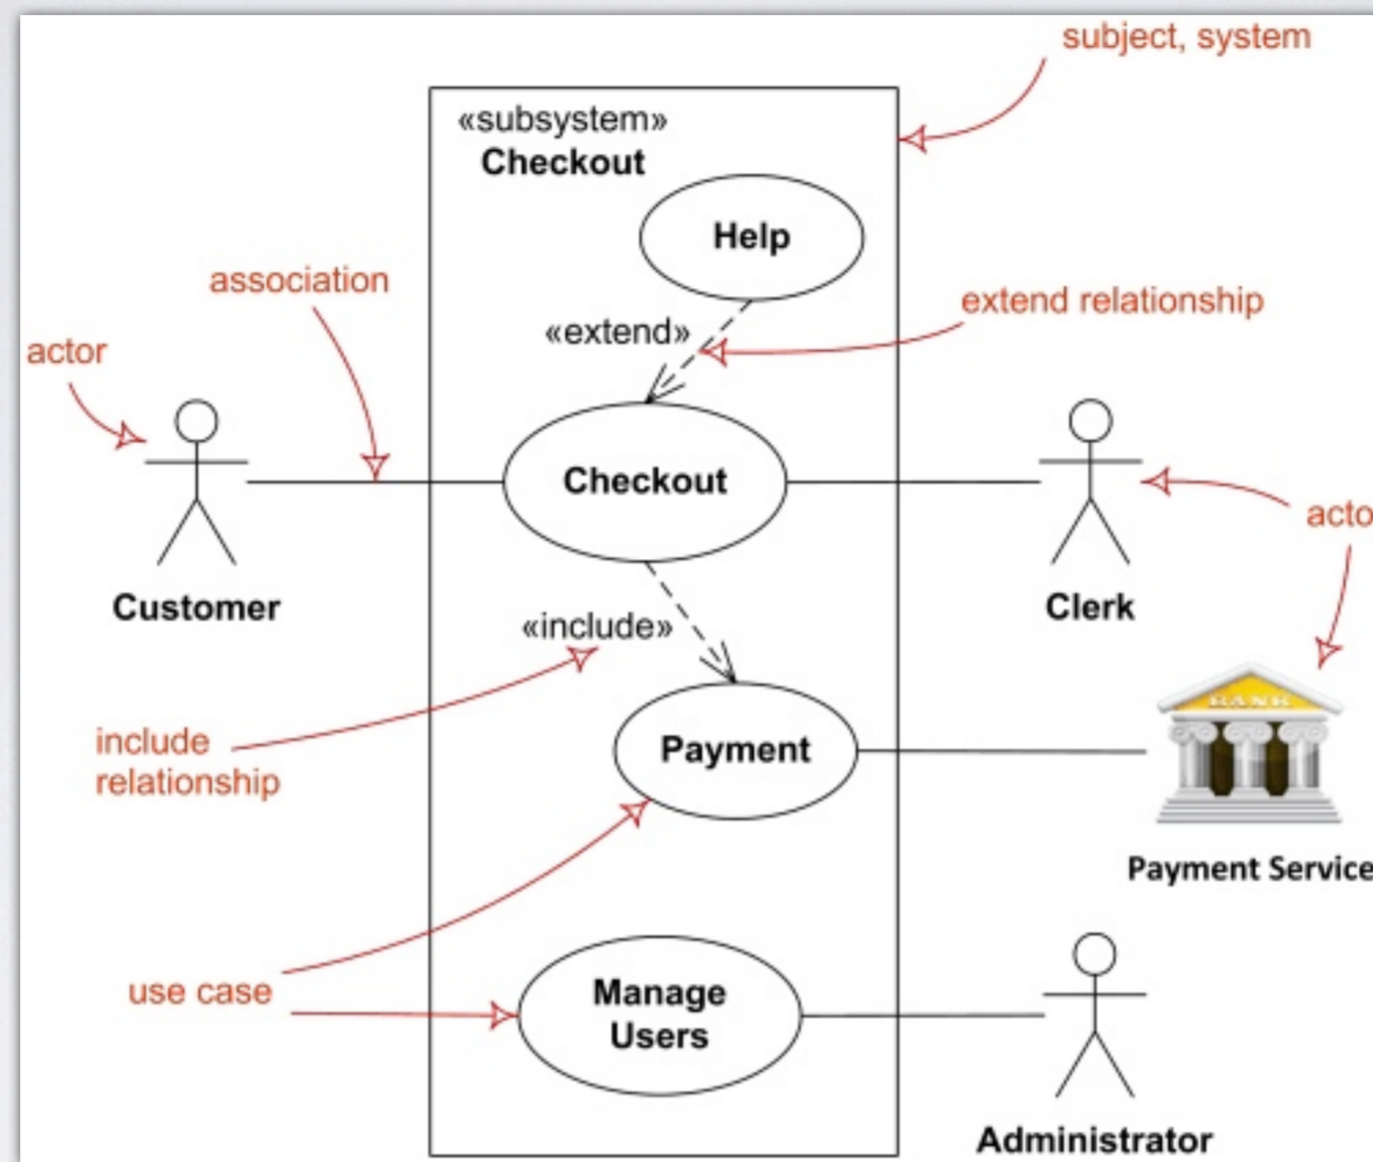 subject, system
«subsystem»
Checkout
Help
association
extend relationship
«extend»
actor
Checkout
acto
Customer
Clerk
«include»
BANK
include
relationship
Payment
Payment Service
use case
Manage
Users
Administrator